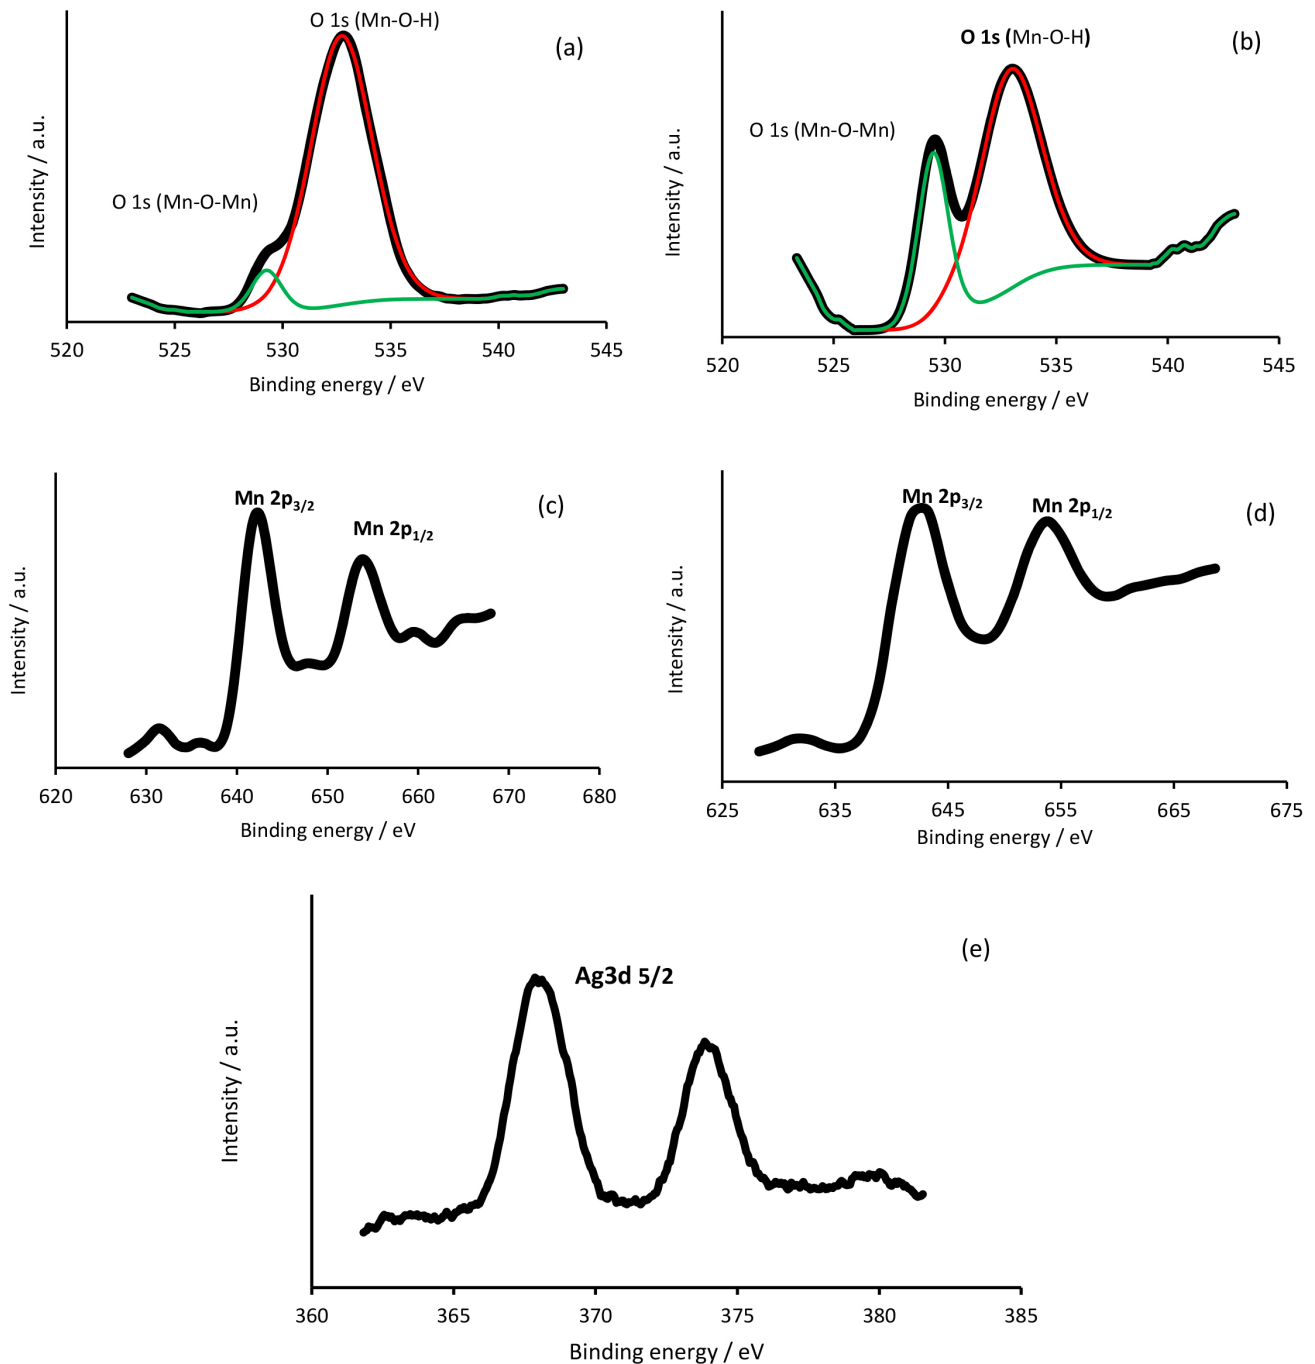 O 1s (Mn-O-H)
(a)
O 1s (Mn-O-Mn)
Intensity / a.u.
520 525 530 535 540 545
Binding energy / eV
O 1s (Mn-O-H)
(b)
O 1s (Mn-O-Mn)
Intensity / a.u.
520 525 530 535 540 545
Binding energy / eV
Mn 2p3/2
(c)
Mn 2p1/2
Intensity / a.u.
620 630 640 650 660 670 680
Binding energy / eV
Mn 2p3/2
Mn 2p1/2
(d)
Intensity / a.u.
625 635 645 655 665 675
Binding energy / eV
(e)
Ag3d 5/2
Intensity / a.u.
360 365 370 375 380 385
Binding energy / eV